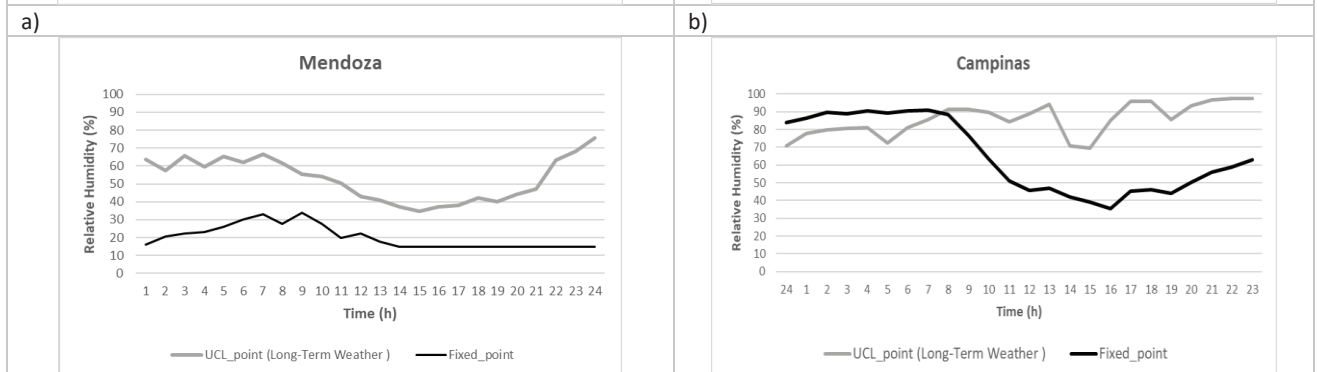 a)
b)
Mendoza
Relative Humidity (%)
100
90
80
70
60
50
40
30
20
10
0
1 2 3 4 5 6 7 8 9 10 11 12 13 14 15 16 17 18 19 20 21 22 23 24
Time (h)
UCL_point (Long-Term Weather ) Fixed_point
Campinas
Relative Humidity (%)
100
90
80
70
60
50
40
30
20
10
0
24 1 2 3 4 5 6 7 8 9 10 11 12 13 14 15 16 17 18 19 20 21 22 23
Time (h)
UCL_point (Long-Term Weather ) Fixed_point